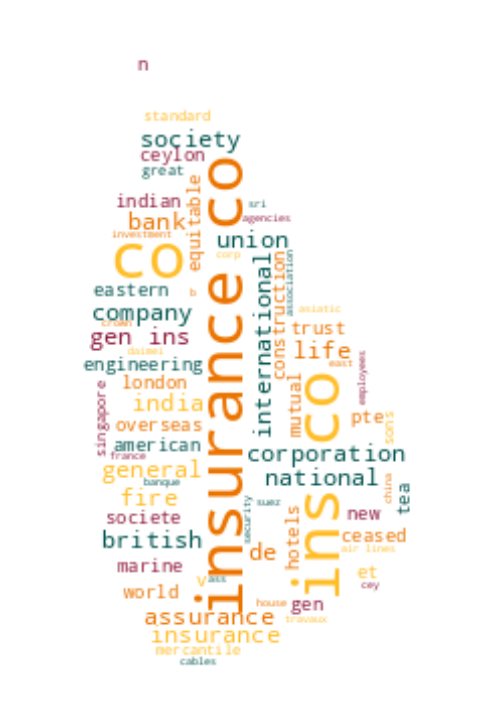 n
standard
society
ceylon
great
indian
equitable
insurance co
sri
bank
agencies
investment
union
co
corp
international
construction
association
eastern
b
company
asiatic
crown
trust
gen ins
daimei
life
engineering
east
employees
london
mutual
ins co
singapore
india
overseas
pte
sons
american
corporation
france
general
national
banque
china
tea
fire
security
suez
hotels
new
societe
british
de
ceased
air lines
marine
v
ass
et
cey
world
house
gen
assurance
travaux
insurance
mercantile
cables